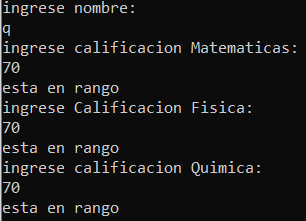 ingrese nombre:
q
ingrese calificacion Matematicas:
70
esta en rango
ingrese Calificacion Fisica:
70
esta en rango
ingrese calificacion Quimica:
70
esta en rango